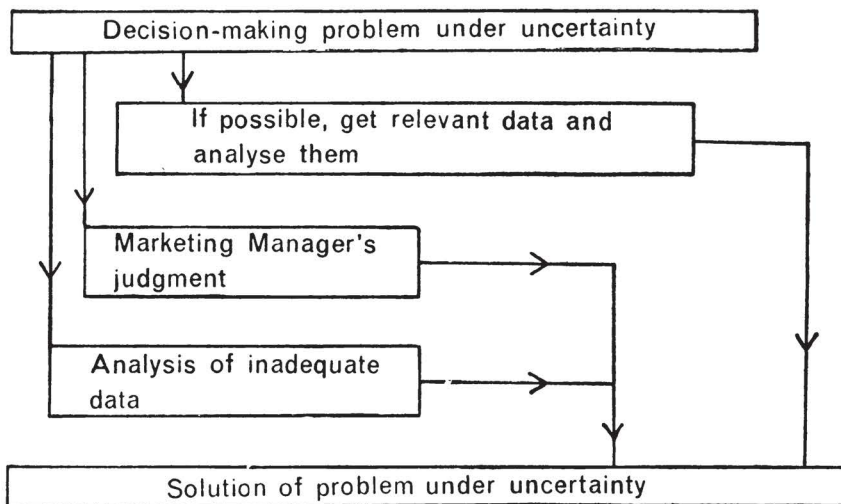 Decision-making problem under uncertainty
If possible, get relevant data and
analyse them
Marketing Manager's
judgment
Analysis of inadequate
data
Solution of problem under uncertainty